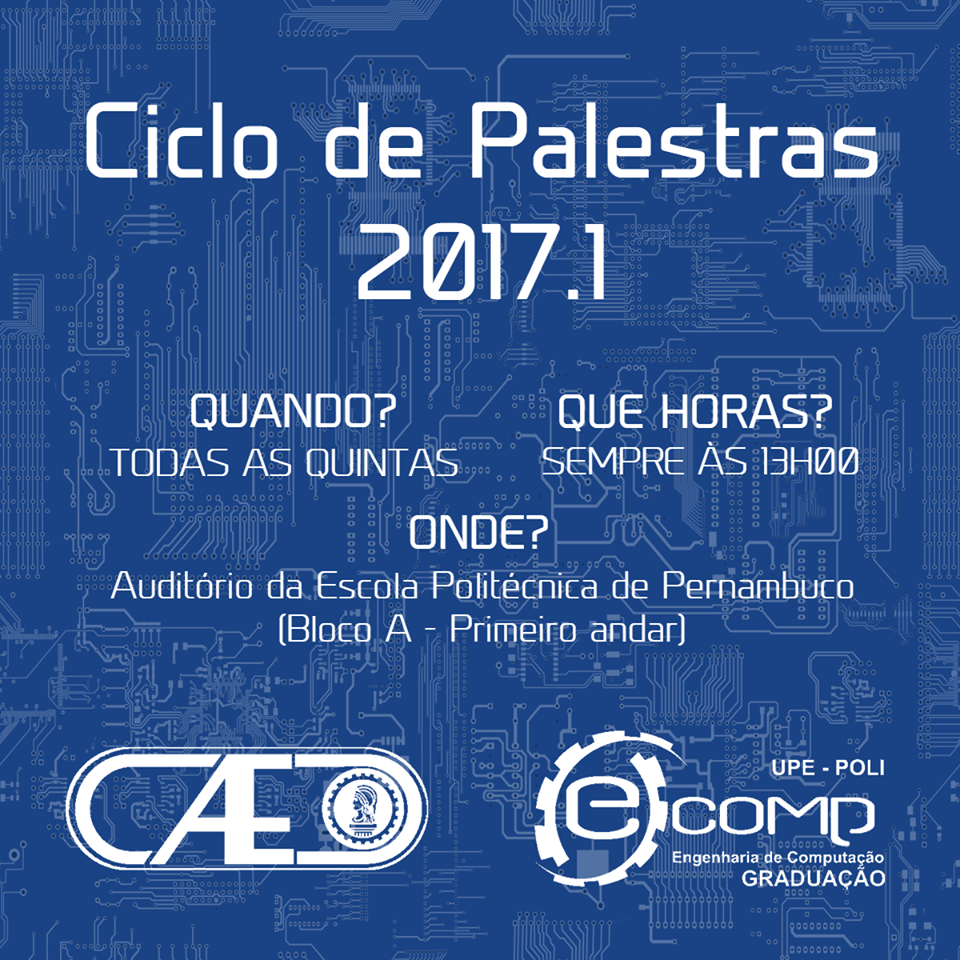 Ciclo de Palestras
2017.1
QUANDO?
TODAS AS QUINTAS
QUE HORAS?
SEMPRE ÀS 13H00
ONDE?
Auditório da Escola Politécnica de Pernambuco
(Bloco A - Primeiro andar)
CAED
UPE - POLI
ecomp
Engenharia de Computação
GRADUAÇÃO